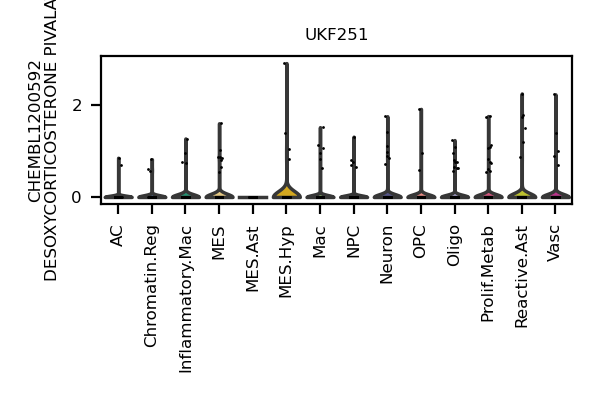 UKF251
CHEMBL1200592
DESOXYCORTICOSTERONE
2
0
AC
Chromatin.Reg
Inflammatory.Mac
MES
MES.Ast
MES.Hyp
Mac
NPC
Neuron
OPC
Oligo
Prolif.Metab
Reactive.Ast
Vasc